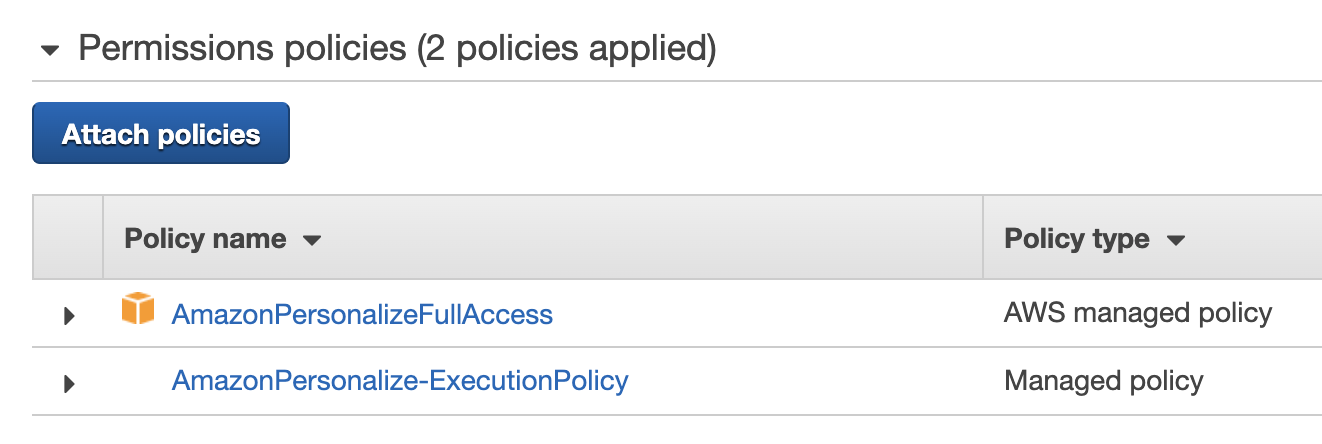 Permissions policies (2 policies applied)
Attach policies
Policy name Policy type
AmazonPersonalizeFullAccess AWS managed policy
AmazonPersonalize-ExecutionPolicy Managed policy